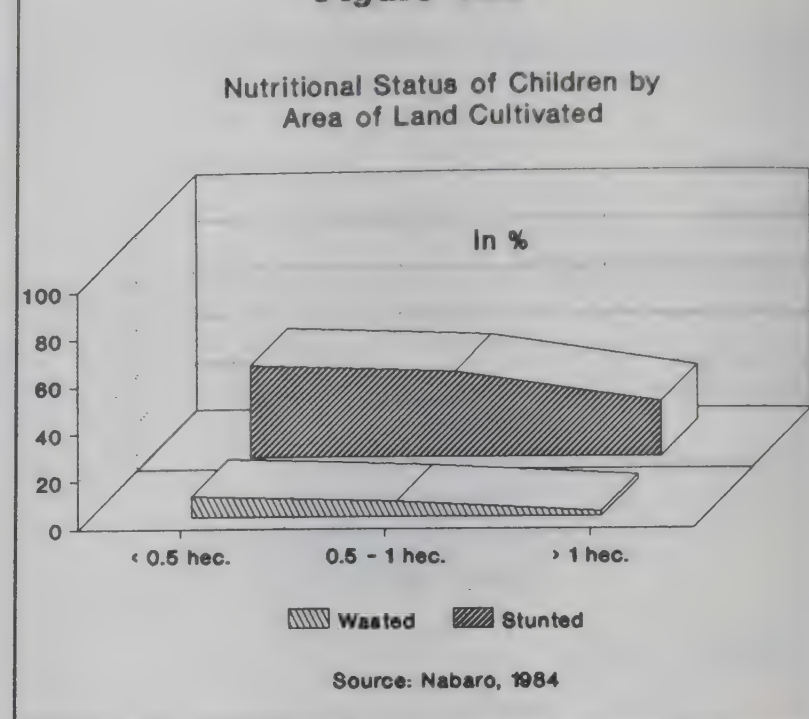 Nutritional Status of Children by
Area of Land Cultivated
In %
100
80
60
40
20
0
< 0.5 hec.
0.5 - 1 hec.
> 1 hec.
Wasted
Stunted
Source: Nabaro, 1984